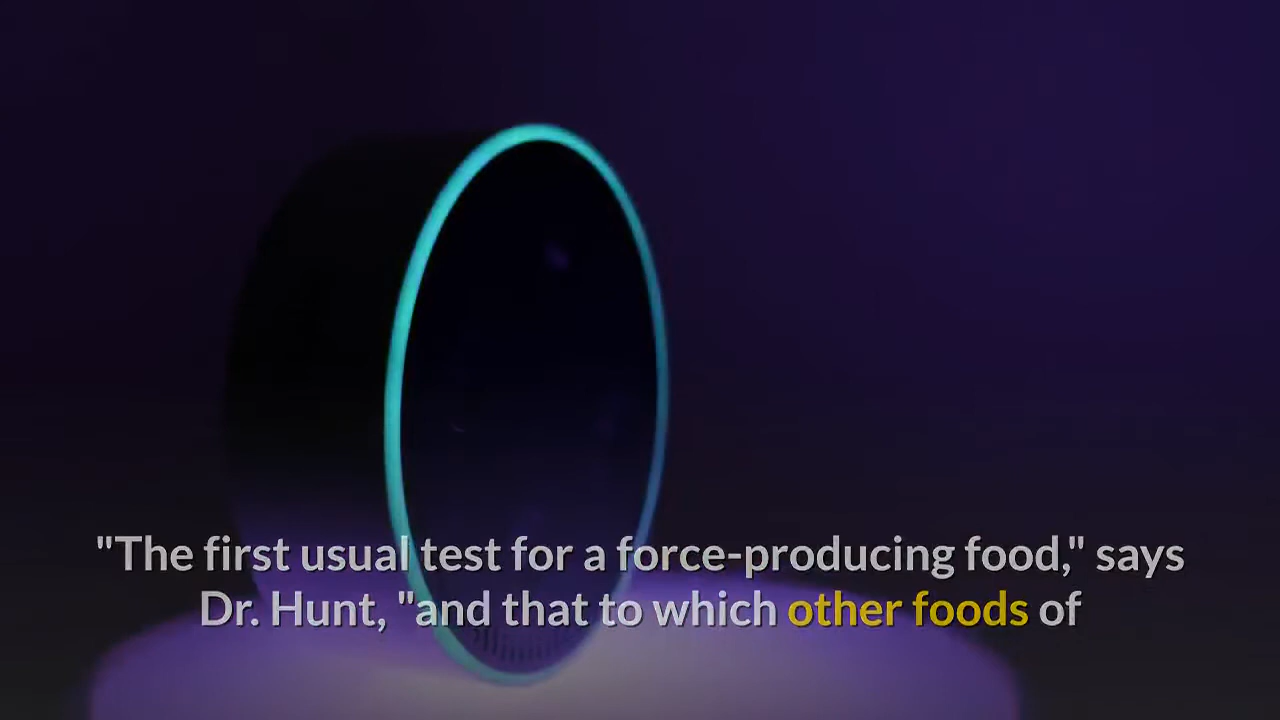 "The first usual test for a force-producing food," says
Dr. Hunt, "and that to which other foods of